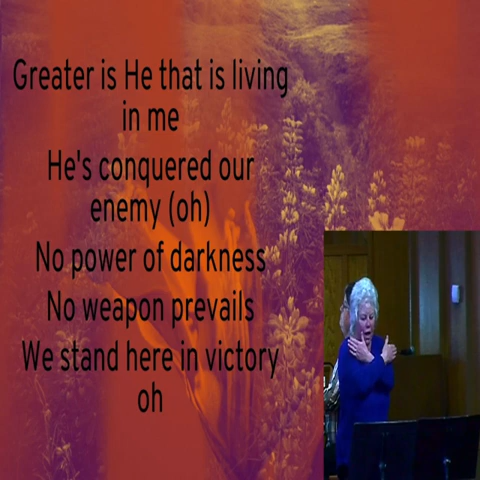 Greater is He that is living
in me
He's conquered our
enemy (oh)
No power of darkness
No weapon prevails
We stand here in victory
oh